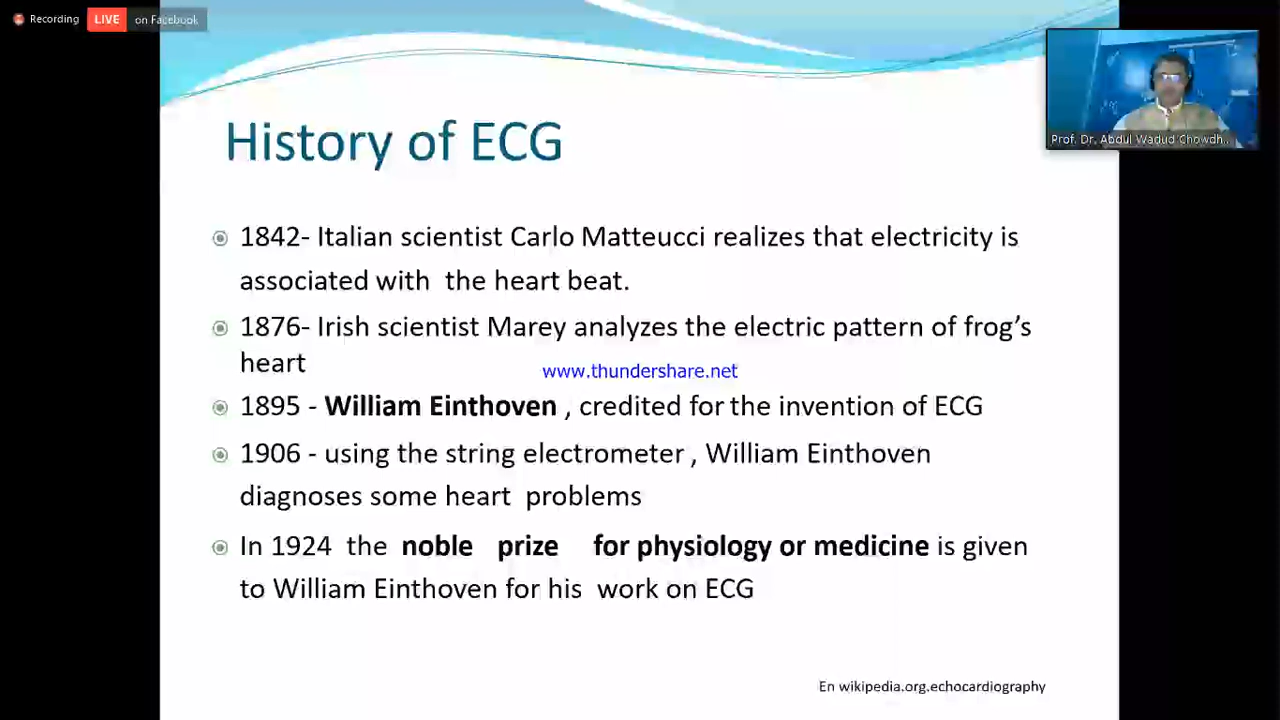 Recording LIVE on Facebook
Prof. Dr. Abdul Wadud Chowdh...
History of ECG
1842- Italian scientist Carlo Matteucci realizes that electricity is
associated with the heart beat.
1876- Irish scientist Marey analyzes the electric pattern of frog's
heart
www.thundershare.net
1895 - William Einthoven , credited for the invention of ECG
1906 - using the string electrometer , William Einthoven
diagnoses some heart problems
In 1924 the noble prize for physiology or medicine is given
to William Einthoven for his work on ECG
En wikipedia.org.echocardiography